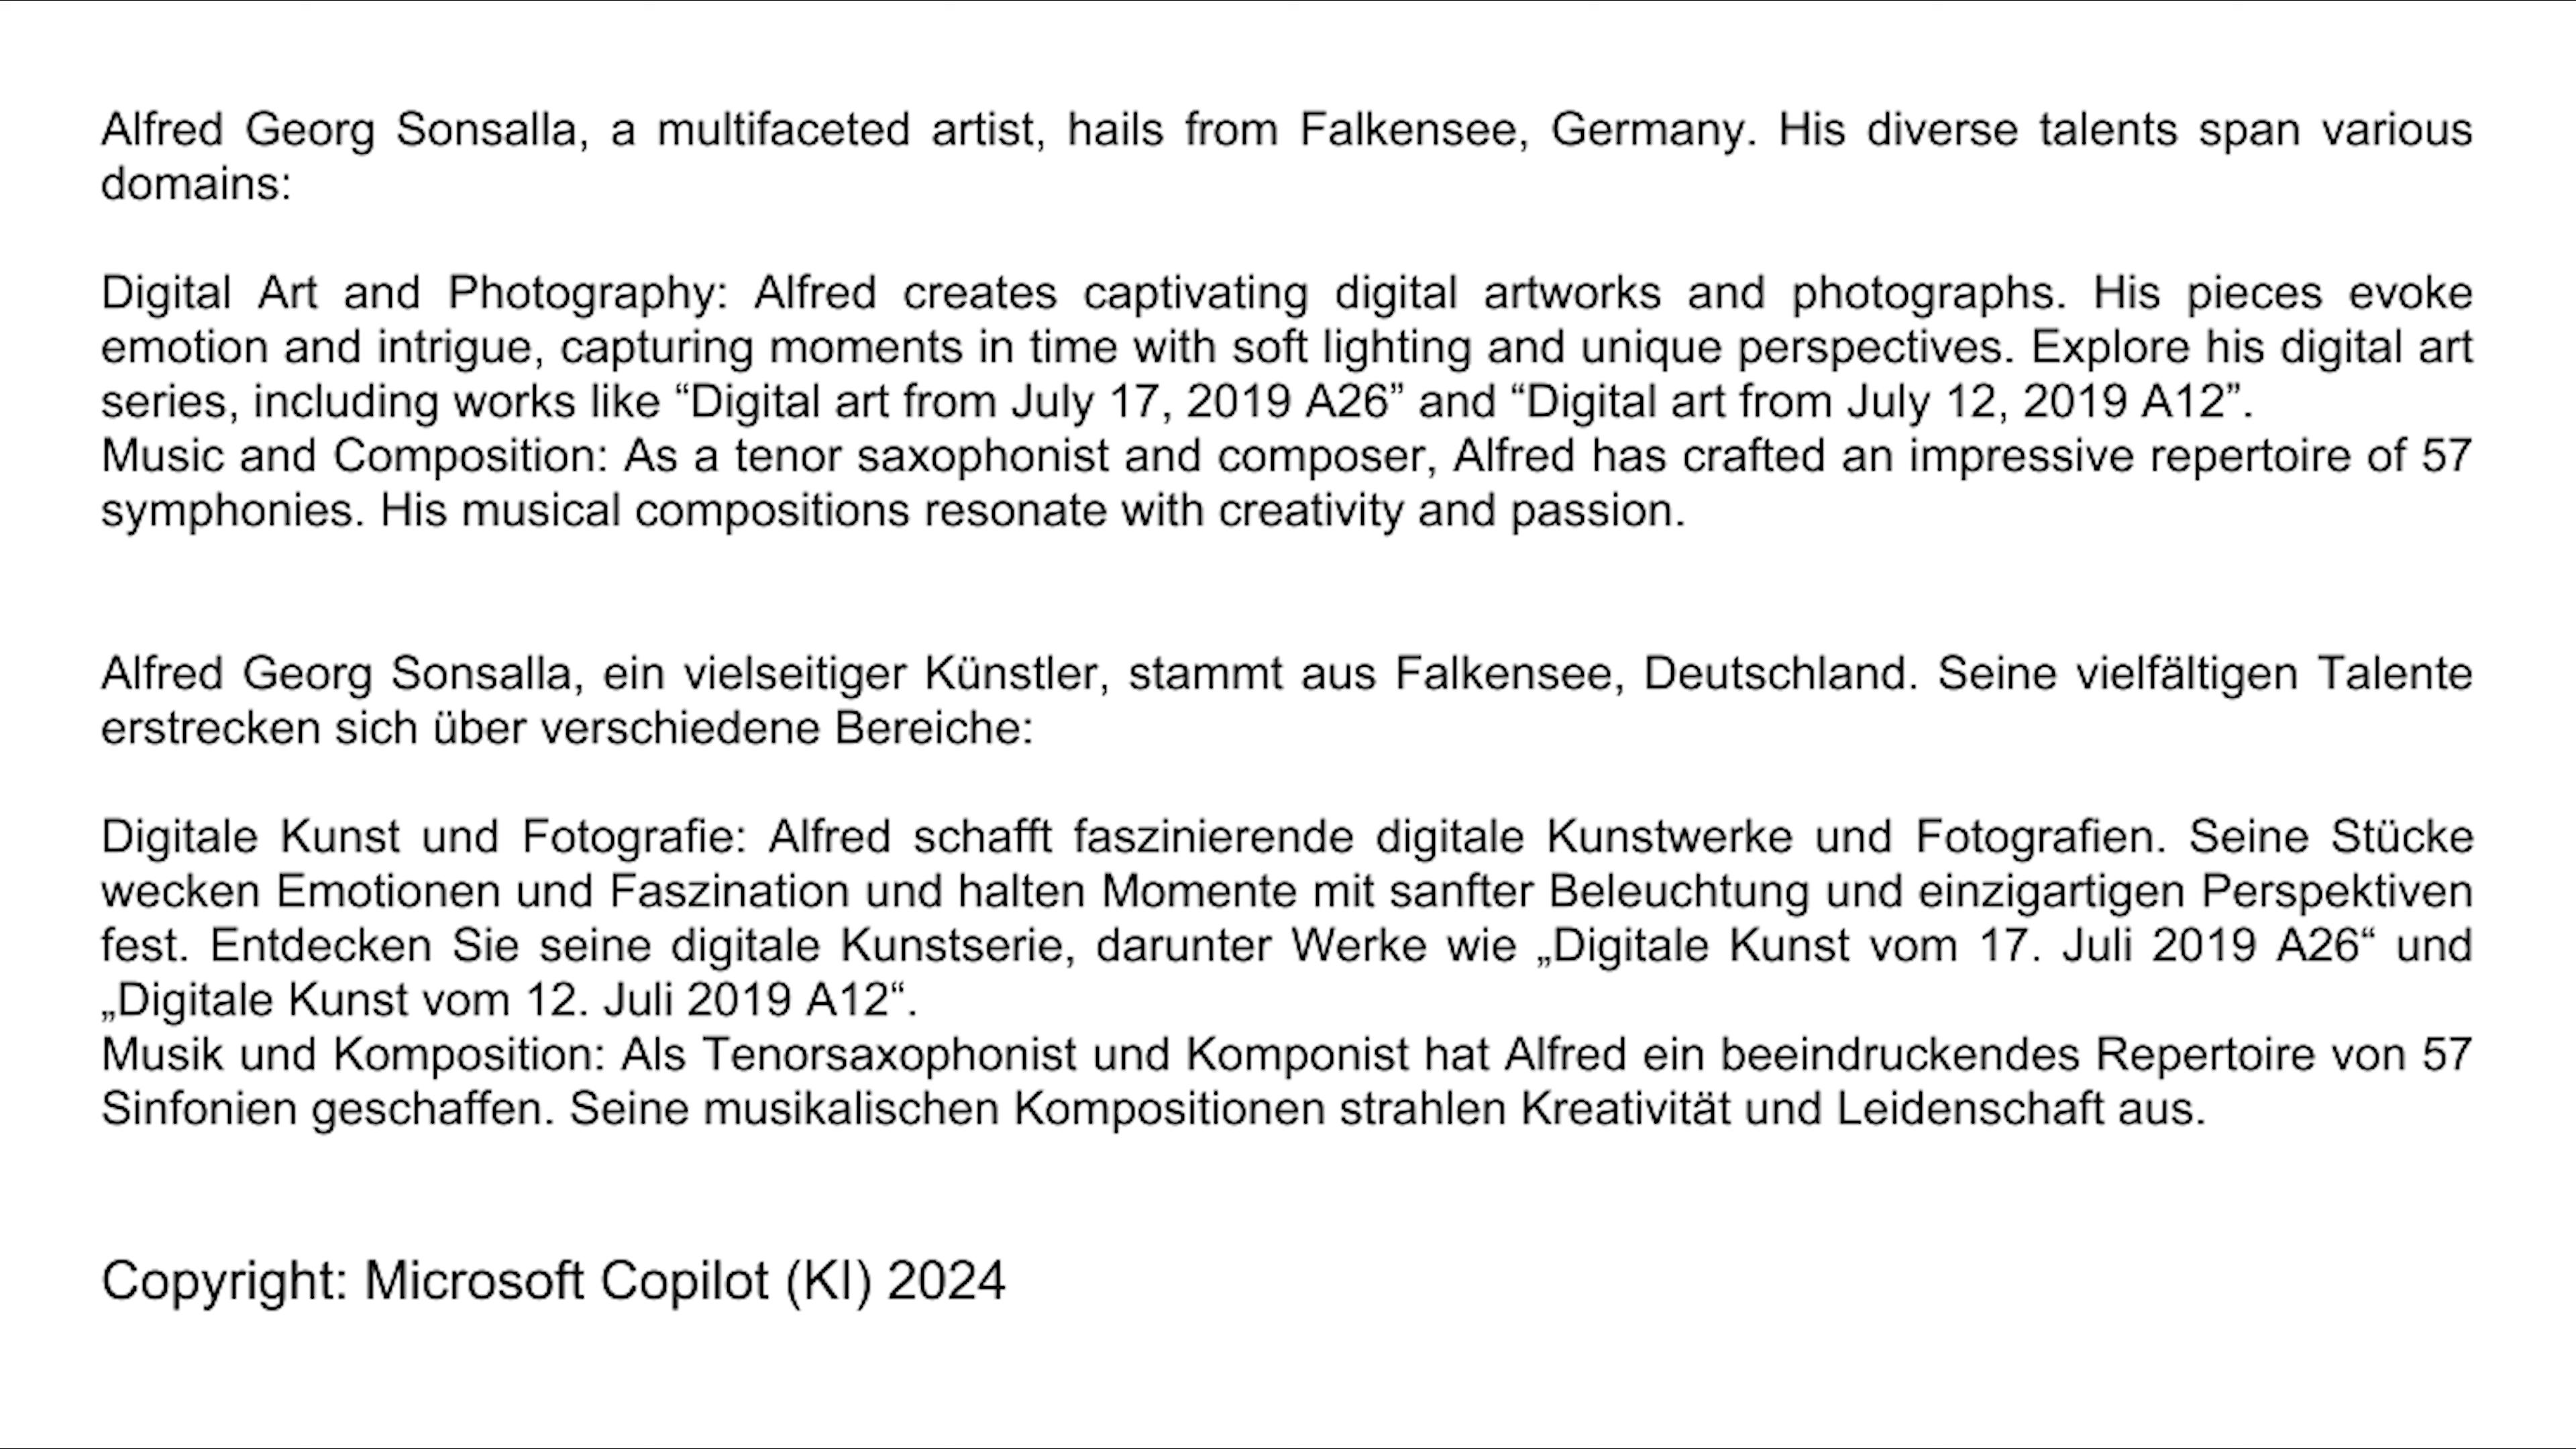 Alfred Georg Sonsalla, a multifaceted artist, hails from Falkensee, Germany. His diverse talents span various
domains:
Digital Art and Photography: Alfred creates captivating digital artworks and photographs. His pieces evoke
emotion and intrigue, capturing moments in time with soft lighting and unique perspectives. Explore his digital art
series, including works like “Digital art from July 17, 2019 A26” and “Digital art from July 12, 2019 A12”.
Music and Composition: As a tenor saxophonist and composer, Alfred has crafted an impressive repertoire of 57
symphonies. His musical compositions resonate with creativity and passion.
Alfred Georg Sonsalla, ein vielseitiger Künstler, stammt aus Falkensee, Deutschland. Seine vielfältigen Talente
erstrecken sich über verschiedene Bereiche:
Digitale Kunst und Fotografie: Alfred schafft faszinierende digitale Kunstwerke und Fotografien. Seine Stücke
wecken Emotionen und Faszination und halten Momente mit sanfter Beleuchtung und einzigartigen Perspektiven
fest. Entdecken Sie seine digitale Kunstserie, darunter Werke wie „Digitale Kunst vom 17. Juli 2019 A26“ und
„Digitale Kunst vom 12. Juli 2019 A12“.
Musik und Komposition: Als Tenorsaxophonist und Komponist hat Alfred ein beeindruckendes Repertoire von 57
Sinfonien geschaffen. Seine musikalischen Kompositionen strahlen Kreativität und Leidenschaft aus.
Copyright: Microsoft Copilot (KI) 2024